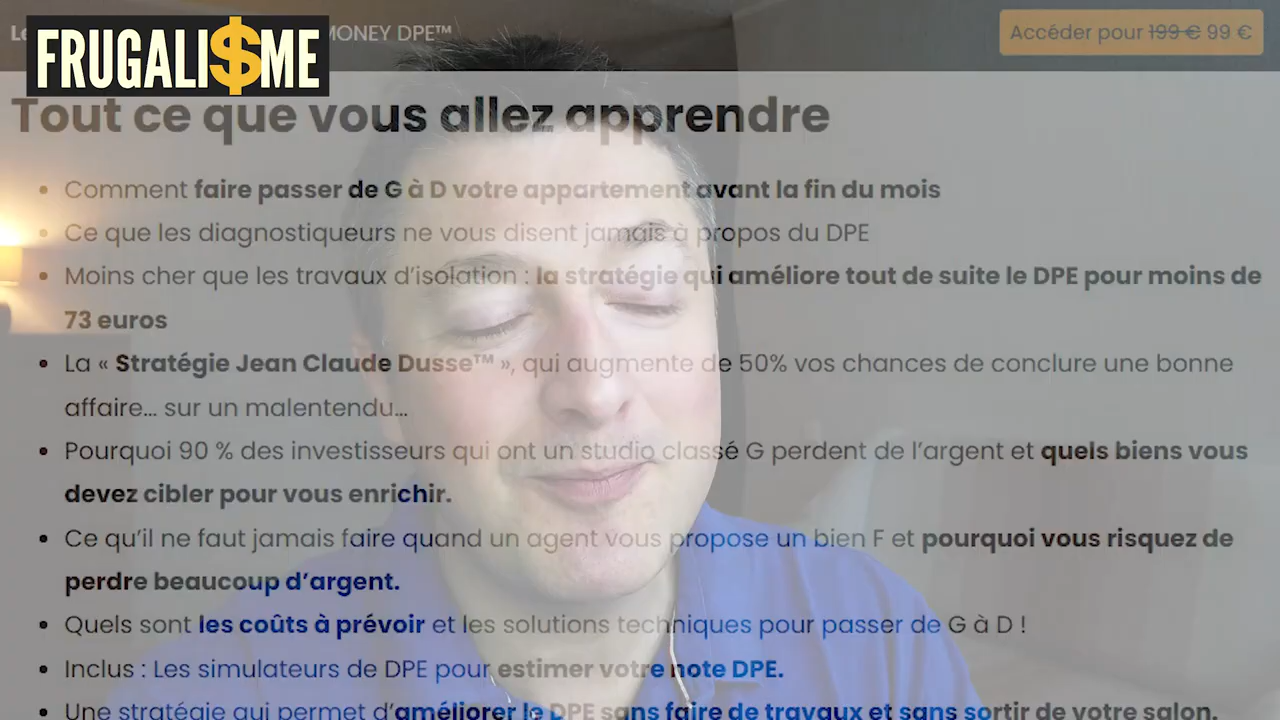 FRUGALI$ME
MONEY DPE™
Accéder pour 199 € 99 €
Tout ce que vous allez apprendre
• Comment faire passer de G à D votre appartement avant la fin du mois
• Ce que les diagnostiqueurs ne vous disent jamais à propos du DPE
• Moins cher que les travaux d’isolation : la stratégie qui améliore tout de suite le DPE pour moins de
73 euros
• La « Stratégie Jean Claude Dusse™ », qui augmente de 50% vos chances de conclure une bonne
affaire… sur un malentendu…
• Pourquoi 90 % des investisseurs qui ont un studio classé G perdent de l’argent et quels biens vous
devez cibler pour vous enrichir.
• Ce qu’il ne faut jamais faire quand un agent vous propose un bien F et pourquoi vous risquez de
perdre beaucoup d’argent.
• Quels sont les coûts à prévoir et les solutions techniques pour passer de G à D !
• Inclus : Les simulateurs de DPE pour estimer votre note DPE.
• Une stratégie qui permet d’améliorer le DPE sans faire de travaux et sans sortir de votre salon.